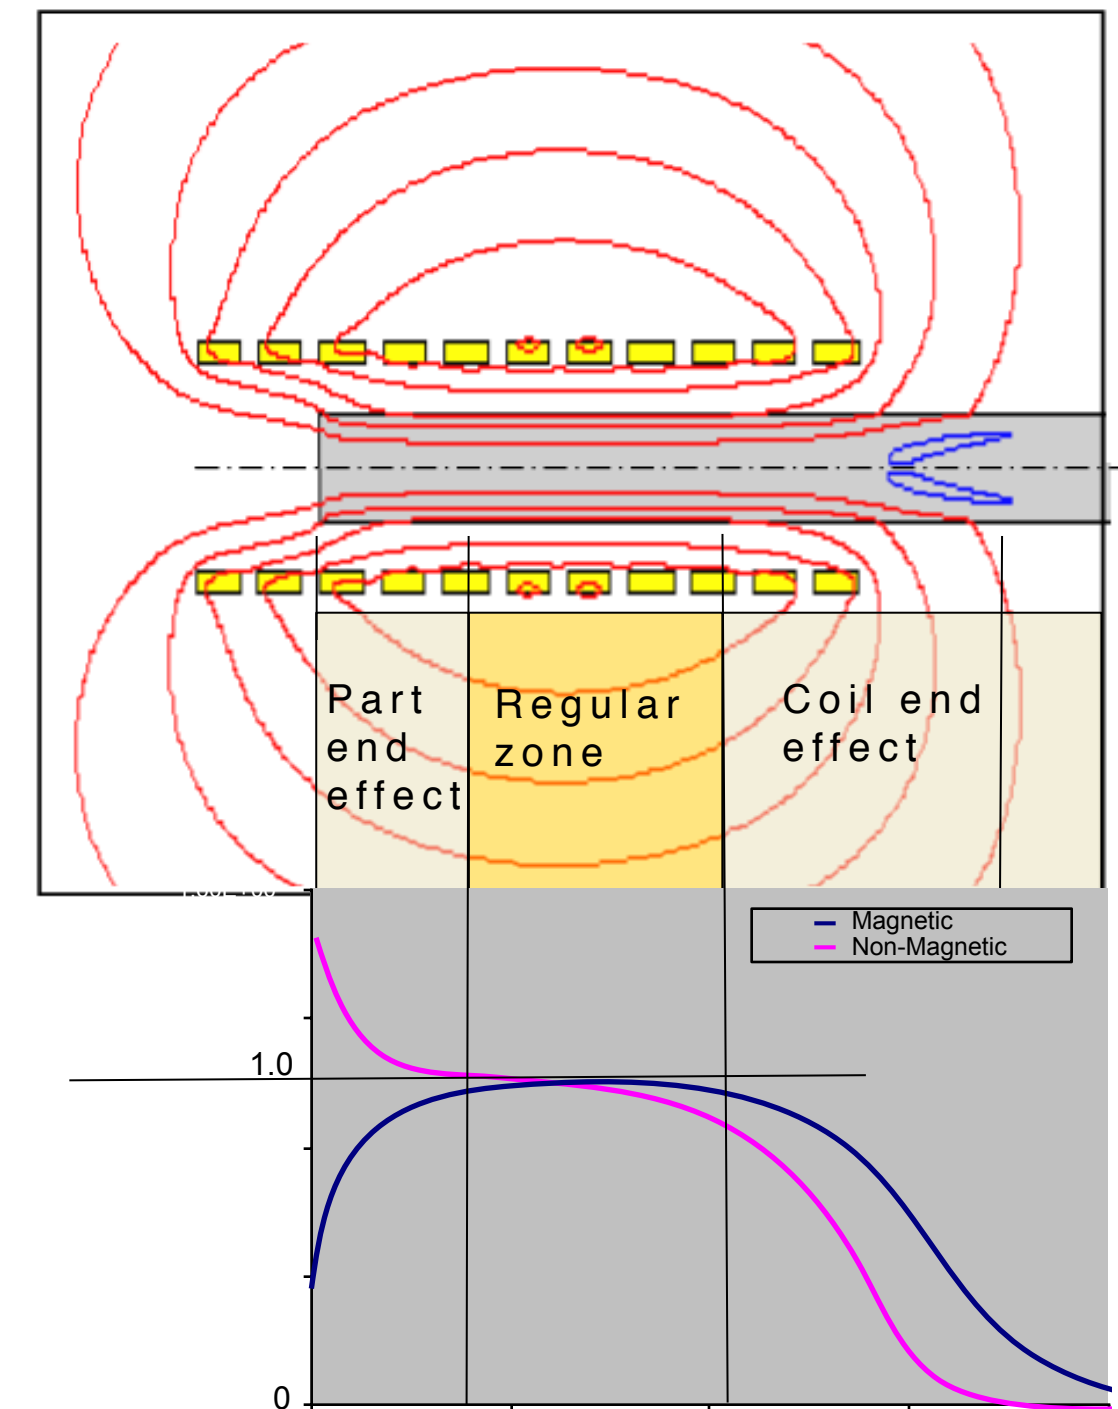 Part
end
effect
Regular
zone
Coil end
effect
Magnetic
Non-Magnetic
1.0
0